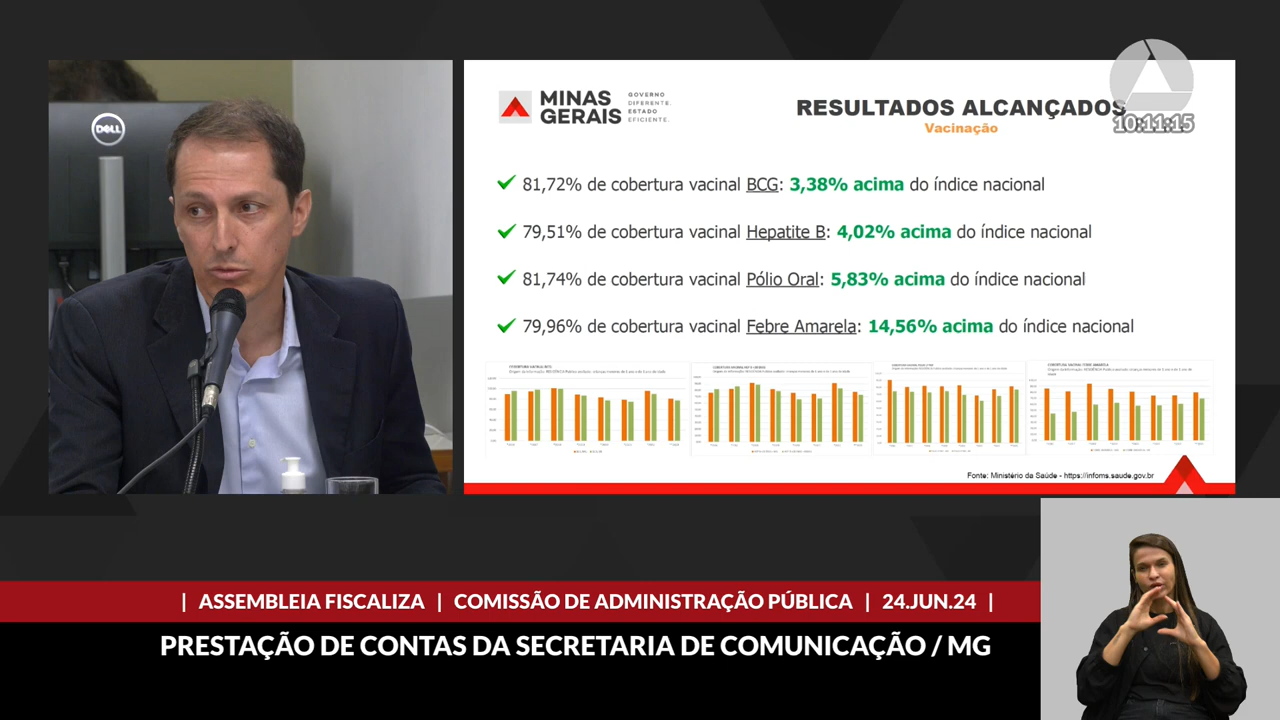 DELL
MINAS
GERAIS
GOVERNO
DIFERENTE.
ESTADO
EFICIENTE.
RESULTADOS ALCANÇADOS
Vacinação
10:11:15
81,72% de cobertura vacinal BCG: 3,38% acima do índice nacional
79,51% de cobertura vacinal Hepatite B: 4,02% acima do índice nacional
81,74% de cobertura vacinal Pólio Oral: 5,83% acima do índice nacional
79,96% de cobertura vacinal Febre Amarela: 14,56% acima do índice nacional
Fonte: Ministério da Saúde - https://infoms.saude.gov.br
| ASSEMBLEIA FISCALIZA | COMISSÃO DE ADMINISTRAÇÃO PÚBLICA | 24.JUN.24 |
PRESTAÇÃO DE CONTAS DA SECRETARIA DE COMUNICAÇÃO / MG